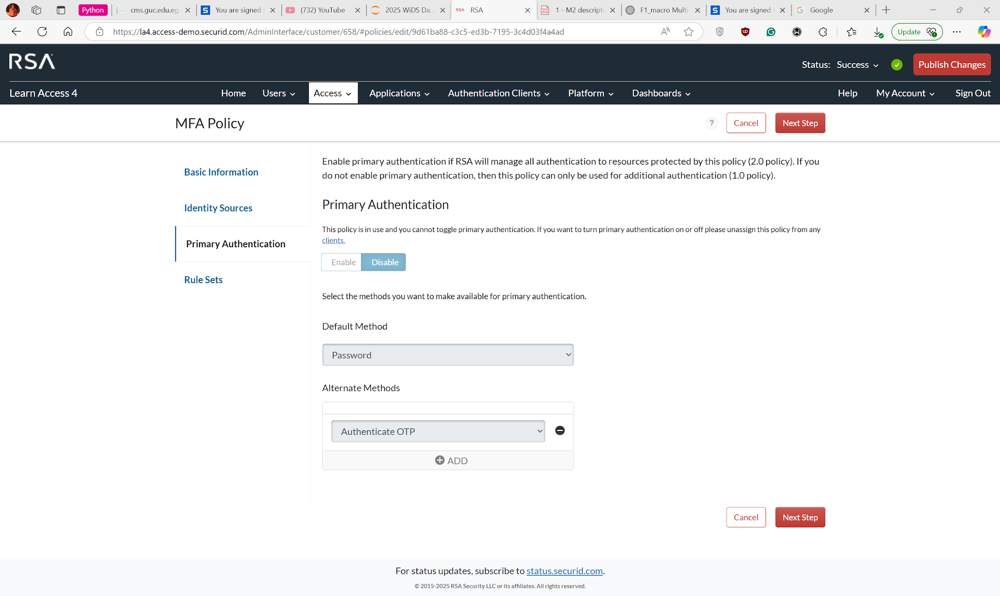 Python
cms.guc.edu.eg
You are signed i
(732) YouTube
2025 WiDS Da...
RSA
RSA
1 - M2 descripti
F1_macro Multi-
You are signed i
Google
https://la4.access-demo.securid.com/AdminInterface/customer/658/#policies/edit/9d61ba88-c3c5-ed3b-7195-3c4d03f4a4ad
Update
RSA
Status: Success
Publish Changes
Learn Access 4
Home
Users
Access
Applications
Authentication Clients
Platform
Dashboards
Help
My Account
Sign Out
MFA Policy
?
Cancel
Next Step
Basic Information
Identity Sources
Primary Authentication
Rule Sets
Enable primary authentication if RSA will manage all authentication to resources protected by this policy (2.0 policy). If you
do not enable primary authentication, then this policy can only be used for additional authentication (1.0 policy).
Primary Authentication
This policy is in use and you cannot toggle primary authentication. If you want to turn primary authentication on or off please unassign this policy from any
clients.
Enable
Disable
Select the methods you want to make available for primary authentication.
Default Method
Password
Alternate Methods
Authenticate OTP
ADD
Cancel
Next Step
For status updates, subscribe to status.securid.com.
© 2015-2025 RSA Security LLC or its affiliates. All rights reserved.